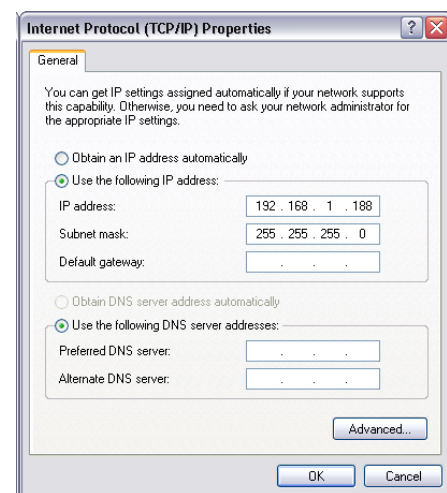 Internet Protocol (TCP/IP) Properties
General
You can get IP settings assigned automatically if your network supports
this capability. Otherwise, you need to ask your network administrator for
the appropriate IP settings.
Obtain an IP address automatically
Use the following IP address:
IP address: 192 . 168 . 1 . 188
Subnet mask: 255 . 255 . 255 . 0
Default gateway: . . .
Obtain DNS server address automatically
Use the following DNS server addresses:
Preferred DNS server: . . .
Alternate DNS server: . . .
Advanced...
OK Cancel